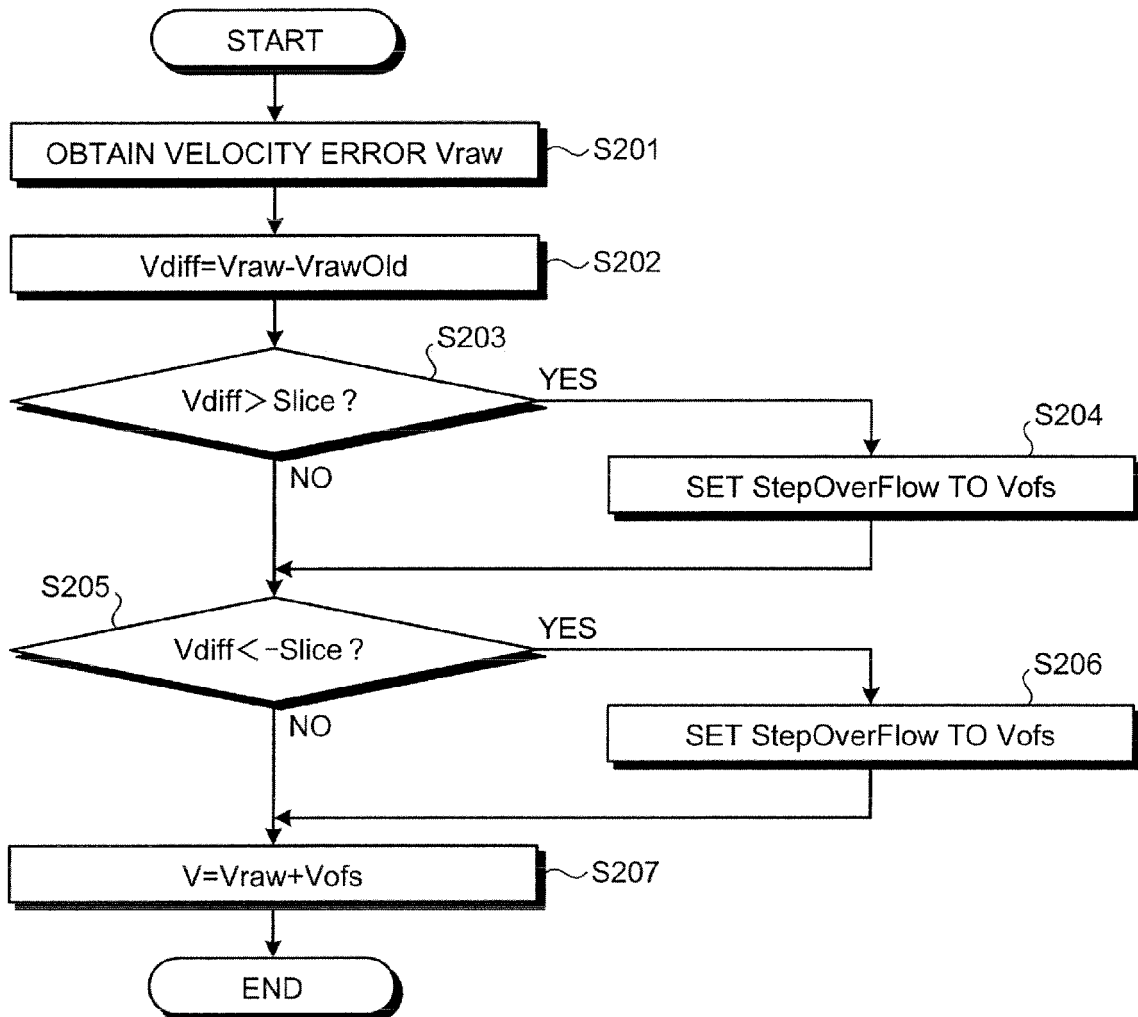 START
OBTAIN VELOCITY ERROR Vraw
S201
Vdiff=Vraw-VrawOld
S202
S203
Vdiff＞Slice？
YES
NO
S204
SET StepOverFlow TO Vofs
S205
Vdiff＜-Slice？
YES
NO
S206
SET StepOverFlow TO Vofs
V=Vraw+Vofs
S207
END